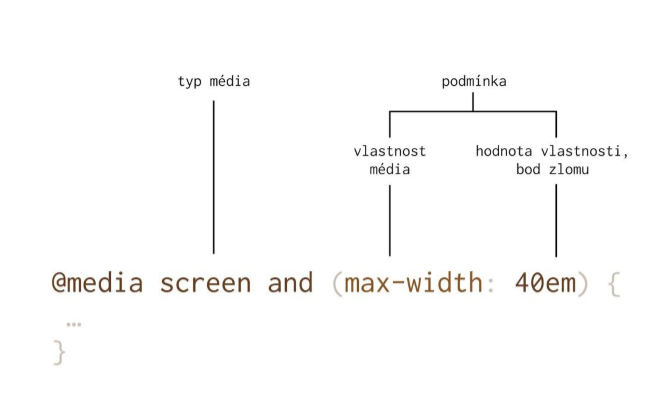 typ média
podmínka
vlastnost
média
hodnota vlastnosti,
bod zlomu
@media screen and (max-width: 40em) {
…
}